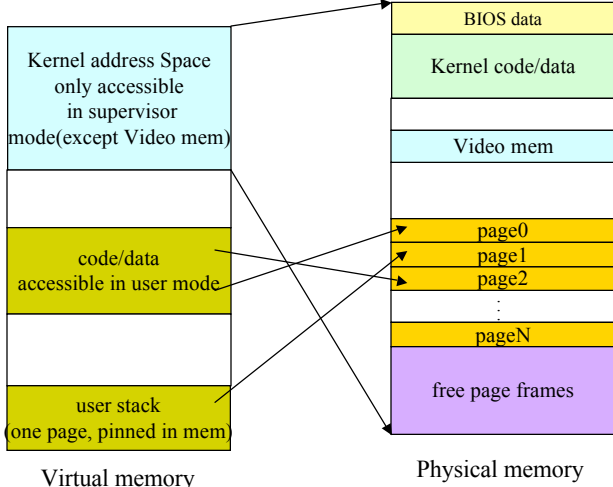 Kernel address Space
only accessible
in supervisor
mode(except Video mem)
code/data
accessible in user mode
user stack
(one page, pinned in mem)
Virtual memory
BIOS data
Kernel code/data
Video mem
page0
page1
page2
⋮
pageN
free page frames
Physical memory